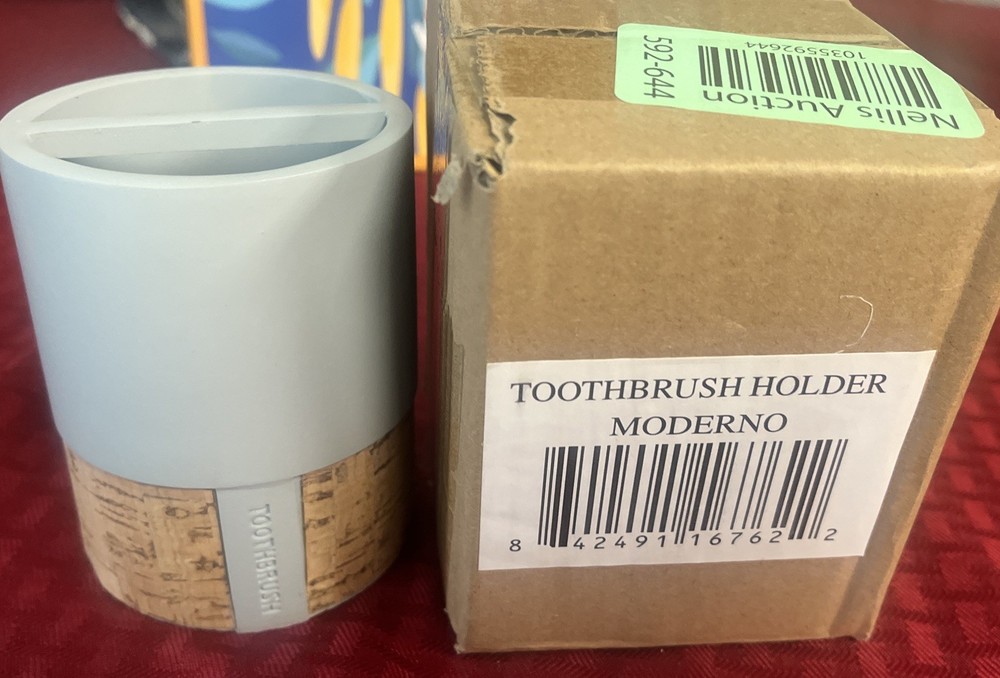 1035592644
Nellis Auction
592-644
TOOTHBRUSH HOLDER
MODERNO
8 42491 16762 2
TOOTHBRUSH